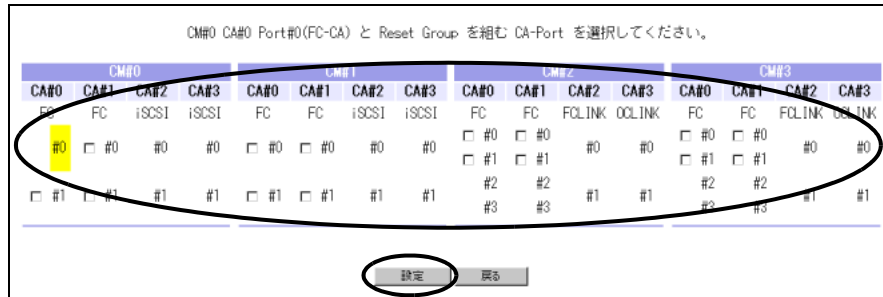 CM#0 CA#0 Port#0(FC-CA) と Reset Group を組む CA-Port を選択してください。
CM#0 CM#1 CM#2 CM#3
CA#0 CA#1 CA#2 CA#3 CA#0 CA#1 CA#2 CA#3 CA#0 CA#1 CA#2 CA#3 CA#0 CA#1 CA#2 CA#3
FC FC iSCSI iSCSI FC FC iSCSI iSCSI FC FC FCLINK OCLINK FC FC FCLINK OCLINK
#0 #0 #0 #0 #0 #0 #0 #0 #0 #0 #0 #0 #0 #0 #0 #0
#1 #1 #1 #1
#1 #1 #1 #1 #1 #1 #1 #1 #2 #2 #1 #1 #2 #2 #1 #1
#3 #3 #3 #3
設定 戻る